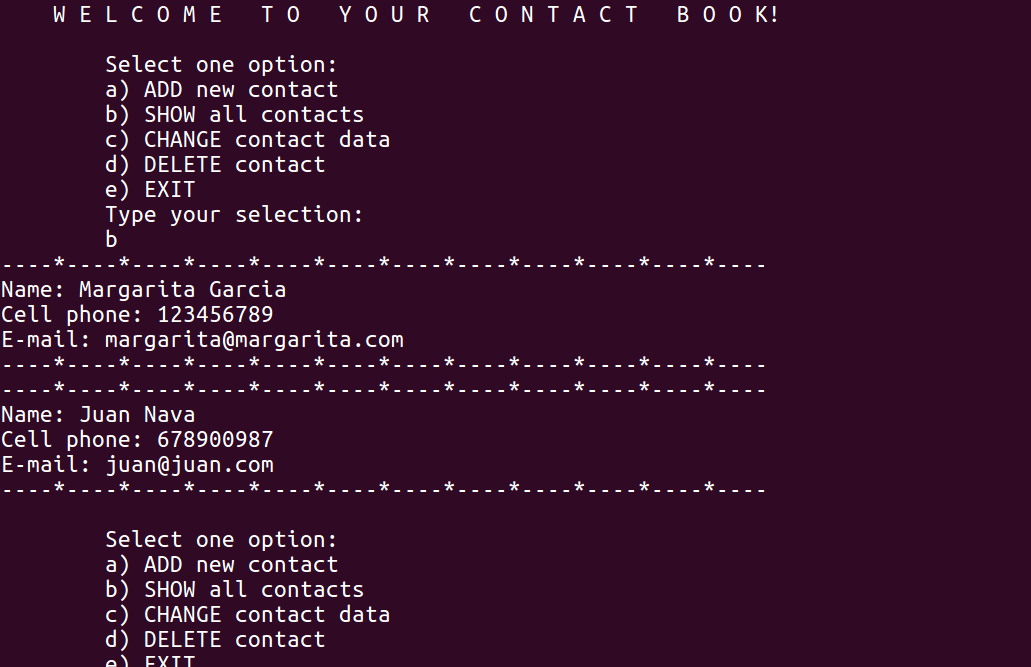 W E L C O M E   T O   Y O U R   C O N T A C T   B O O K!
Select one option:
a) ADD new contact
b) SHOW all contacts
c) CHANGE contact data
d) DELETE contact
e) EXIT
Type your selection:
b
----*----*----*----*----*----*----*----*----*----*----*----
Name: Margarita Garcia
Cell phone: 123456789
E-mail: margarita@margarita.com
----*----*----*----*----*----*----*----*----*----*----*----
----*----*----*----*----*----*----*----*----*----*----*----
Name: Juan Nava
Cell phone: 678900987
E-mail: juan@juan.com
----*----*----*----*----*----*----*----*----*----*----*----
Select one option:
a) ADD new contact
b) SHOW all contacts
c) CHANGE contact data
d) DELETE contact
e) EXIT